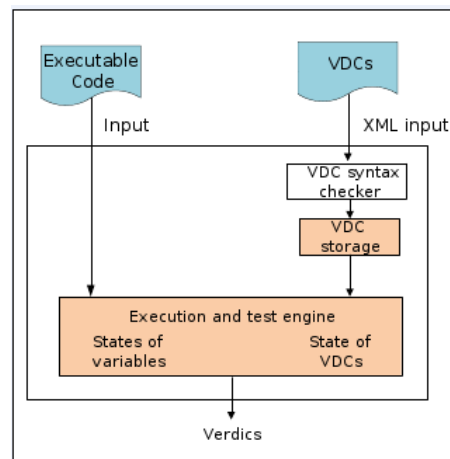 Executable
Code
VDCs
Input
XML input
VDC syntax
checker
VDC
storage
Execution and test engine
States of
variables
State of
VDCs
Verdics